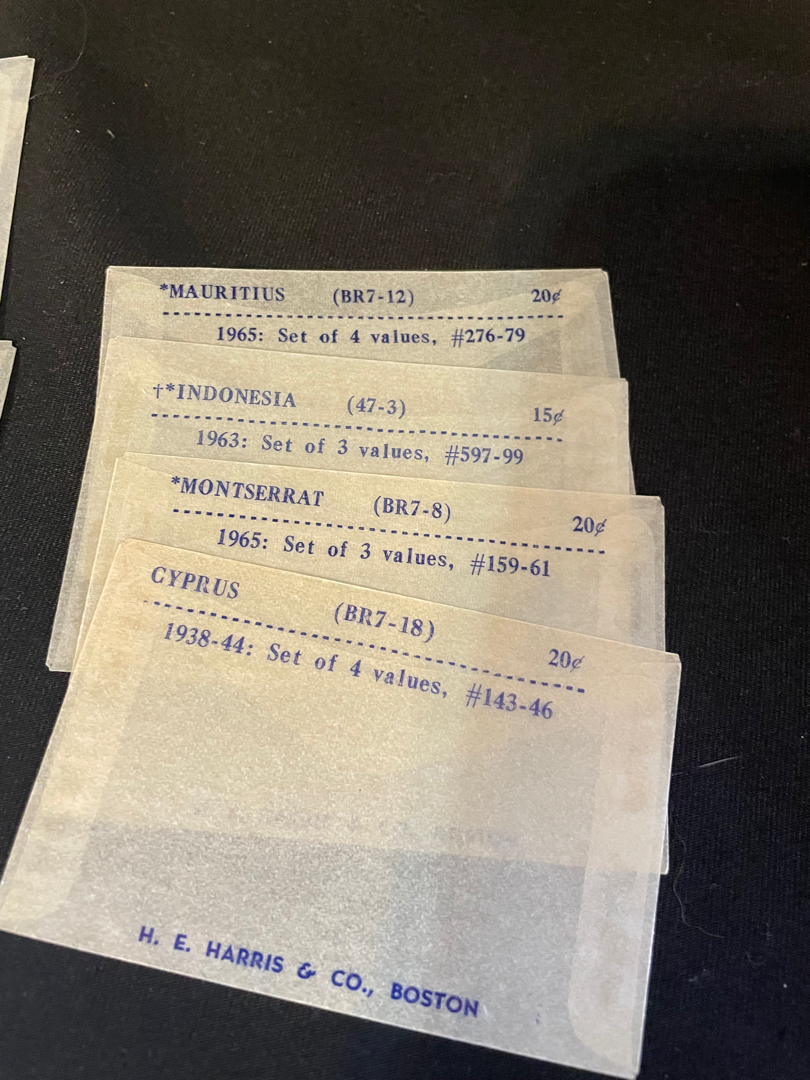 *MAURITIUS (BR7-12) 20¢
1965: Set of 4 values, #276-79
†*INDONESIA (47-3) 15¢
1963: Set of 3 values, #597-99
*MONTSERRAT (BR7-8) 20¢
1965: Set of 3 values, #159-61
CYPRUS (BR7-18) 20¢
1938-44: Set of 4 values, #143-46
H. E. HARRIS & CO., BOSTON